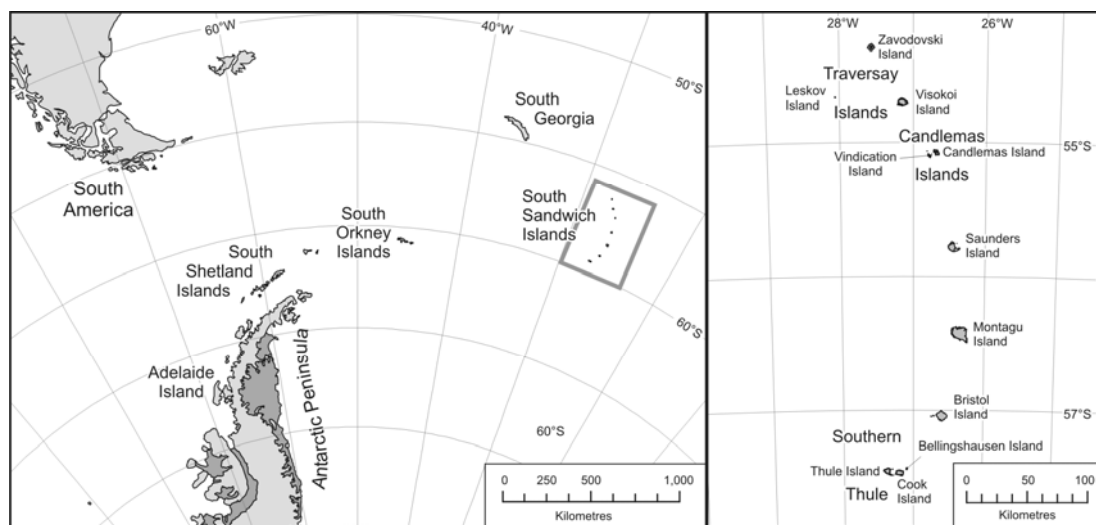 60°W
40°W
50°S
South
Georgia
South
America
South
Sandwich
Islands
South
Orkney
Islands
South
Shetland
Islands
60°S
Adelaide
Island
Antarctic Peninsula
60°S
0 500 1,000
Kilometres
28°W
26°W
Zavodovski
Island
Traversay
Islands
Leskov
Island
Visokoi
Island
Candlemas
Islands
55°S
Candlemas Island
Vindication
Island
Saunders
Island
Montagu
Island
Bristol
Island
57°S
Southern
Thule
Bellingshausen Island
Thule Island
Cook
Island
0 50 100
Kilometres